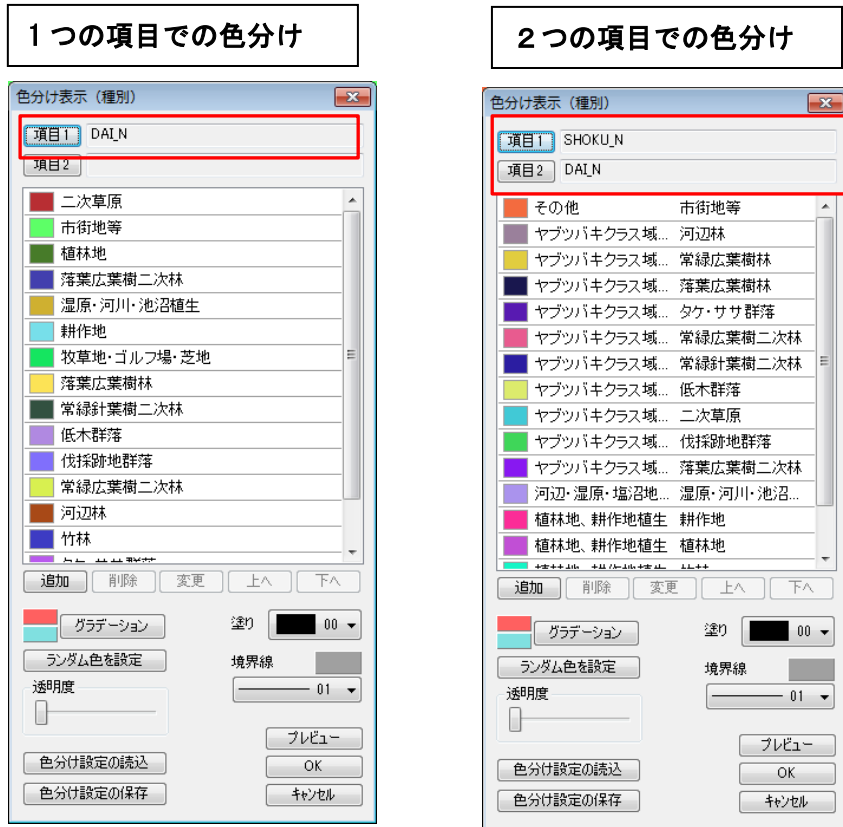 1つの項目での色分け
色分け表示（種別）
項目1 DAI_N
項目2
二次草原
市街地等
植林地
落葉広葉樹二次林
湿原・河川・池沼植生
耕作地
牧草地・ゴルフ場・芝地
落葉広葉樹林
常緑針葉樹二次林
低木群落
伐採跡地群落
常緑広葉樹二次林
河辺林
竹林
追加 削除 変更 上へ 下へ
グラデーション 塗り 00
ランダム色を設定 境界線
透明度 01
プレビュー
色分け設定の読込 OK
色分け設定の保存 キャンセル
２つの項目での色分け
色分け表示（種別）
項目1 SHOKU_N
項目2 DAI_N
その他 市街地等
ヤブツバキクラス域... 河辺林
ヤブツバキクラス域... 常緑広葉樹林
ヤブツバキクラス域... 落葉広葉樹林
ヤブツバキクラス域... タケ・ササ群落
ヤブツバキクラス域... 常緑広葉樹二次林
ヤブツバキクラス域... 常緑針葉樹二次林
ヤブツバキクラス域... 低木群落
ヤブツバキクラス域... 二次草原
ヤブツバキクラス域... 伐採跡地群落
ヤブツバキクラス域... 落葉広葉樹二次林
河辺・湿原・塩沼地... 湿原・河川・池沼...
植林地、耕作地植生 耕作地
植林地、耕作地植生 植林地
追加 削除 変更 上へ 下へ
グラデーション 塗り 00
ランダム色を設定 境界線
透明度 01
プレビュー
色分け設定の読込 OK
色分け設定の保存 キャンセル